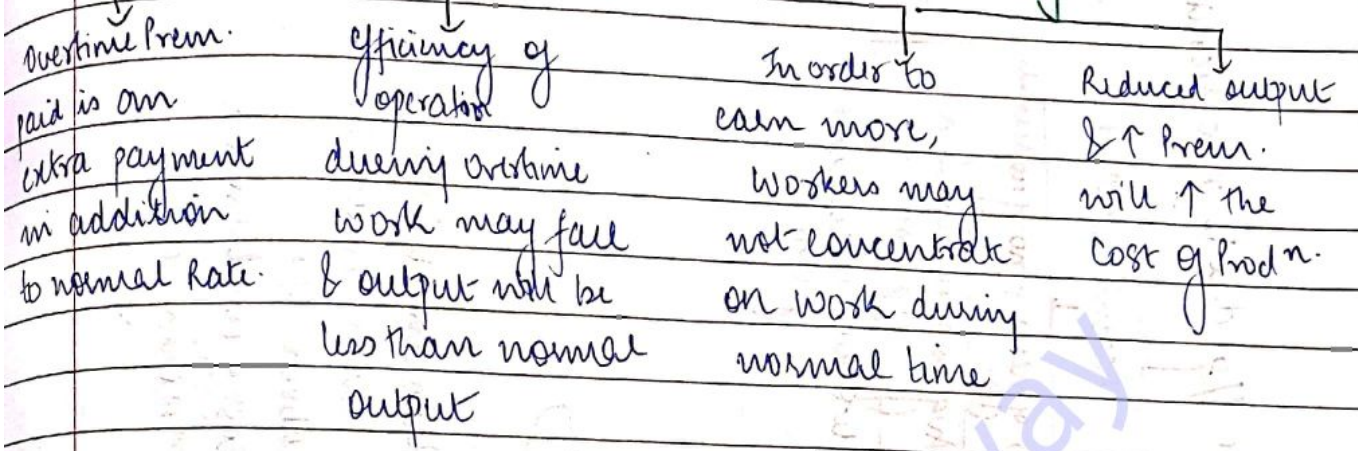 Overtime Prem.
paid is an
extra payment
in addition
to normal Rate.
Efficiency of
operation
during overtime
work may fall
& output will be
less than normal
output
In order to
earn more,
workers may
not concentrate
on work during
normal time
Reduced output
& ↑ Prem.
will ↑ the
Cost of Prodn.
way